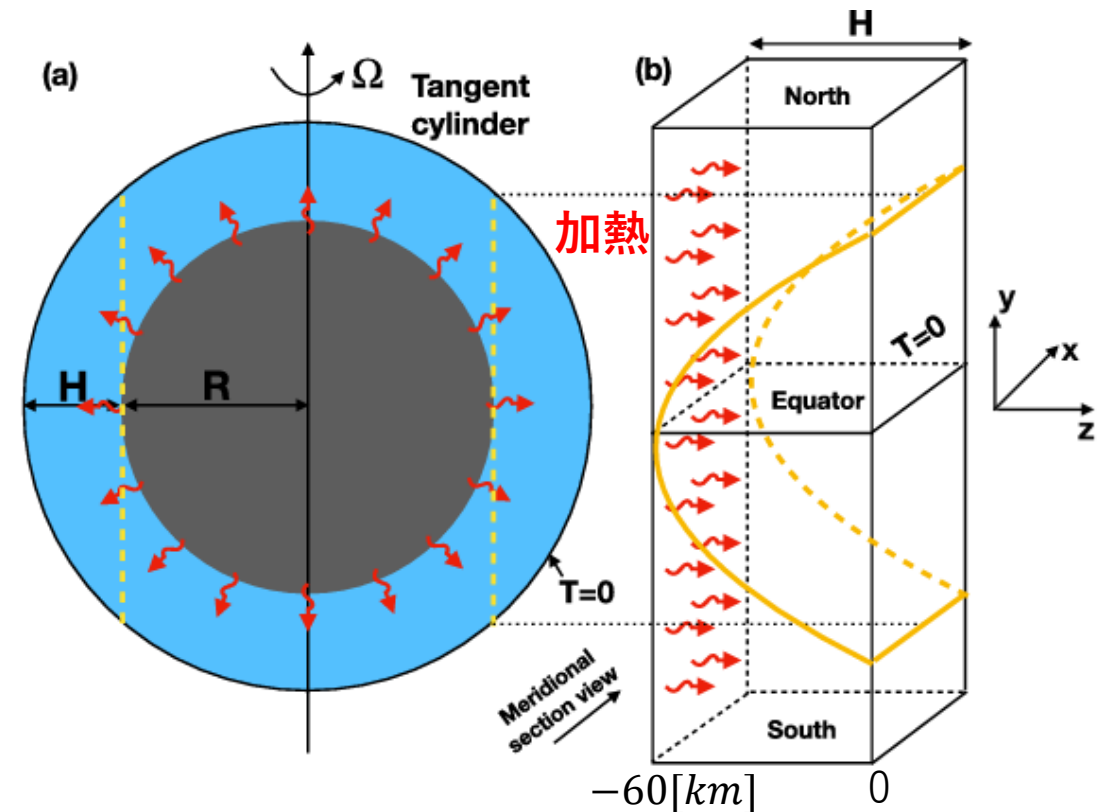 (a)
Ω
Tangent
cylinder
H
R
T=0
加熱
(b)
H
North
T=0
Equator
South
y
x
z
Meridional
section view
−60[km]
0